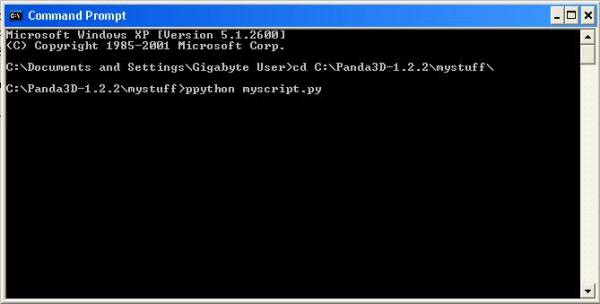 Command Prompt
Microsoft Windows XP [Version 5.1.2600]
(C) Copyright 1985-2001 Microsoft Corp.
C:\Documents and Settings\Gigabyte User>cd C:\Panda3D-1.2.2\mystuff\
C:\Panda3D-1.2.2\mystuff>ppython myscript.py